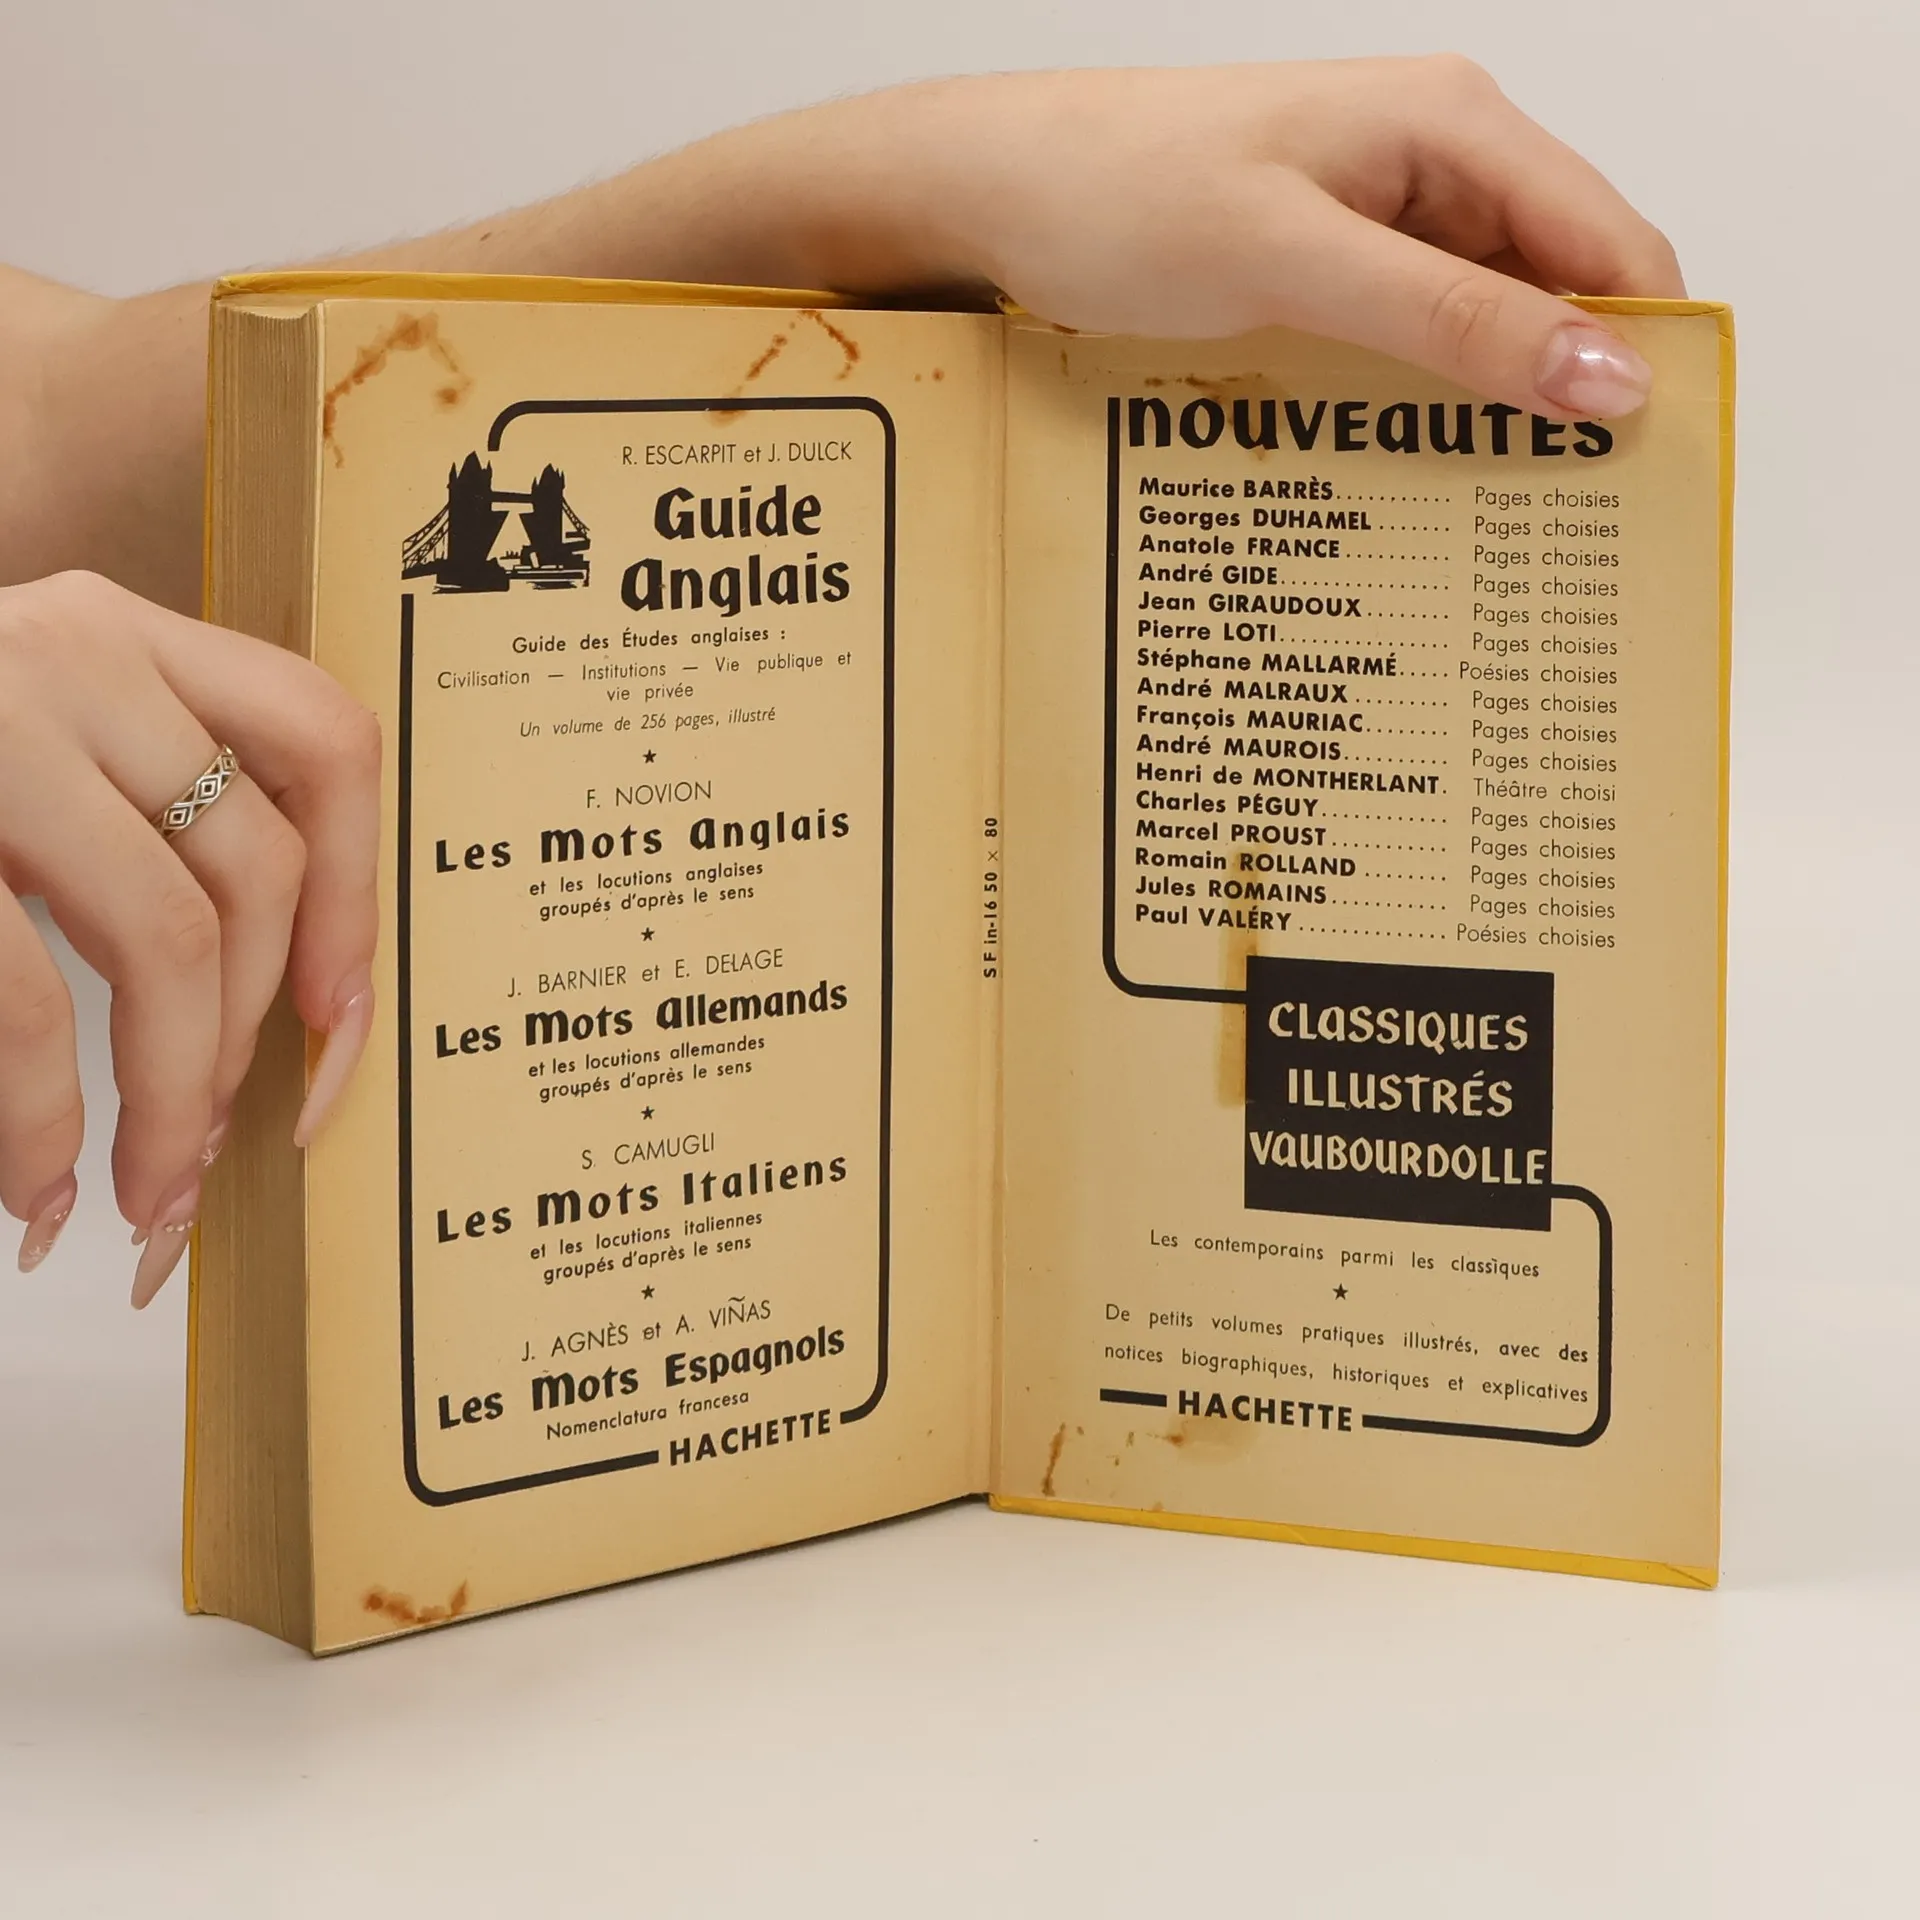 R. ESCARPIT et J. DULCK
Guide
Anglais
Guide des Études anglaises :
Civilisation — Institutions — Vie publique et
vie privée
Un volume de 256 pages, illustré
★
F. NOVION
Les Mots Anglais
et les locutions anglaises
groupés d'après le sens
★
J. BARNIER et E. DELAGE
Les Mots Allemands
et les locutions allemandes
groupés d'après le sens
★
S. CAMUGLI
Les Mots Italiens
et les locutions italiennes
groupés d'après le sens
★
J. AGNÈS et A. VIÑAS
Les Mots Espagnols
Nomenclatura francesa
HACHETTE
S F in-16 50 × 80
NOUVEAUTÉS
Maurice BARRÈS........... Pages choisies
Georges DUHAMEL....... Pages choisies
Anatole FRANCE.......... Pages choisies
André GIDE................ Pages choisies
Jean GIRAUDOUX........ Pages choisies
Pierre LOTI................ Pages choisies
Stéphane MALLARMÉ..... Poésies choisies
André MALRAUX......... Pages choisies
François MAURIAC........ Pages choisies
André MAUROIS.......... Pages choisies
Henri de MONTHERLANT. Théâtre choisi
Charles PÉGUY............ Pages choisies
Marcel PROUST........... Pages choisies
Romain ROLLAND........ Pages choisies
Jules ROMAINS........... Pages choisies
Paul VALÉRY.............. Poésies choisies
CLASSIQUES
ILLUSTRÉS
VAUBOURDOLLE
Les contemporains parmi les classiques
★
De petits volumes pratiques illustrés, avec des
notices biographiques, historiques et explicatives
HACHETTE